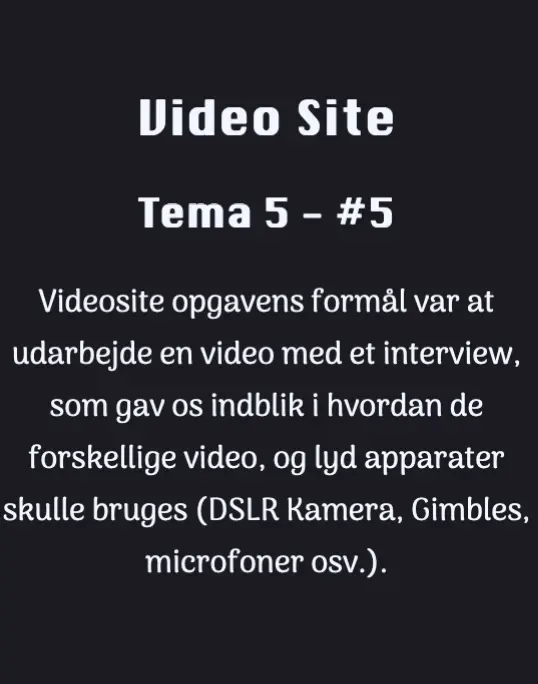 Video Site
Tema 5 - #5
Videosite opgavens formål var at
udarbejde en video med et interview,
som gav os indblik i hvordan de
forskellige video, og lyd apparater
skulle bruges (DSLR Kamera, Gimbles,
microfoner osv.).